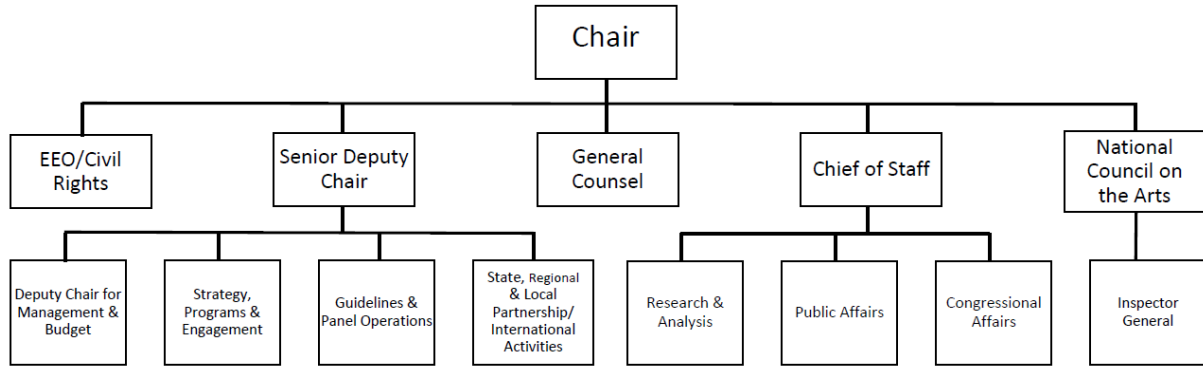 Chair
EEO/Civil
Rights
Senior Deputy
Chair
General
Counsel
Chief of Staff
National
Council on
the Arts
Deputy Chair for
Management &
Budget
Strategy,
Programs &
Engagement
Guidelines &
Panel Operations
State, Regional
& Local
Partnership/
International
Activities
Research &
Analysis
Public Affairs
Congressional
Affairs
Inspector
General